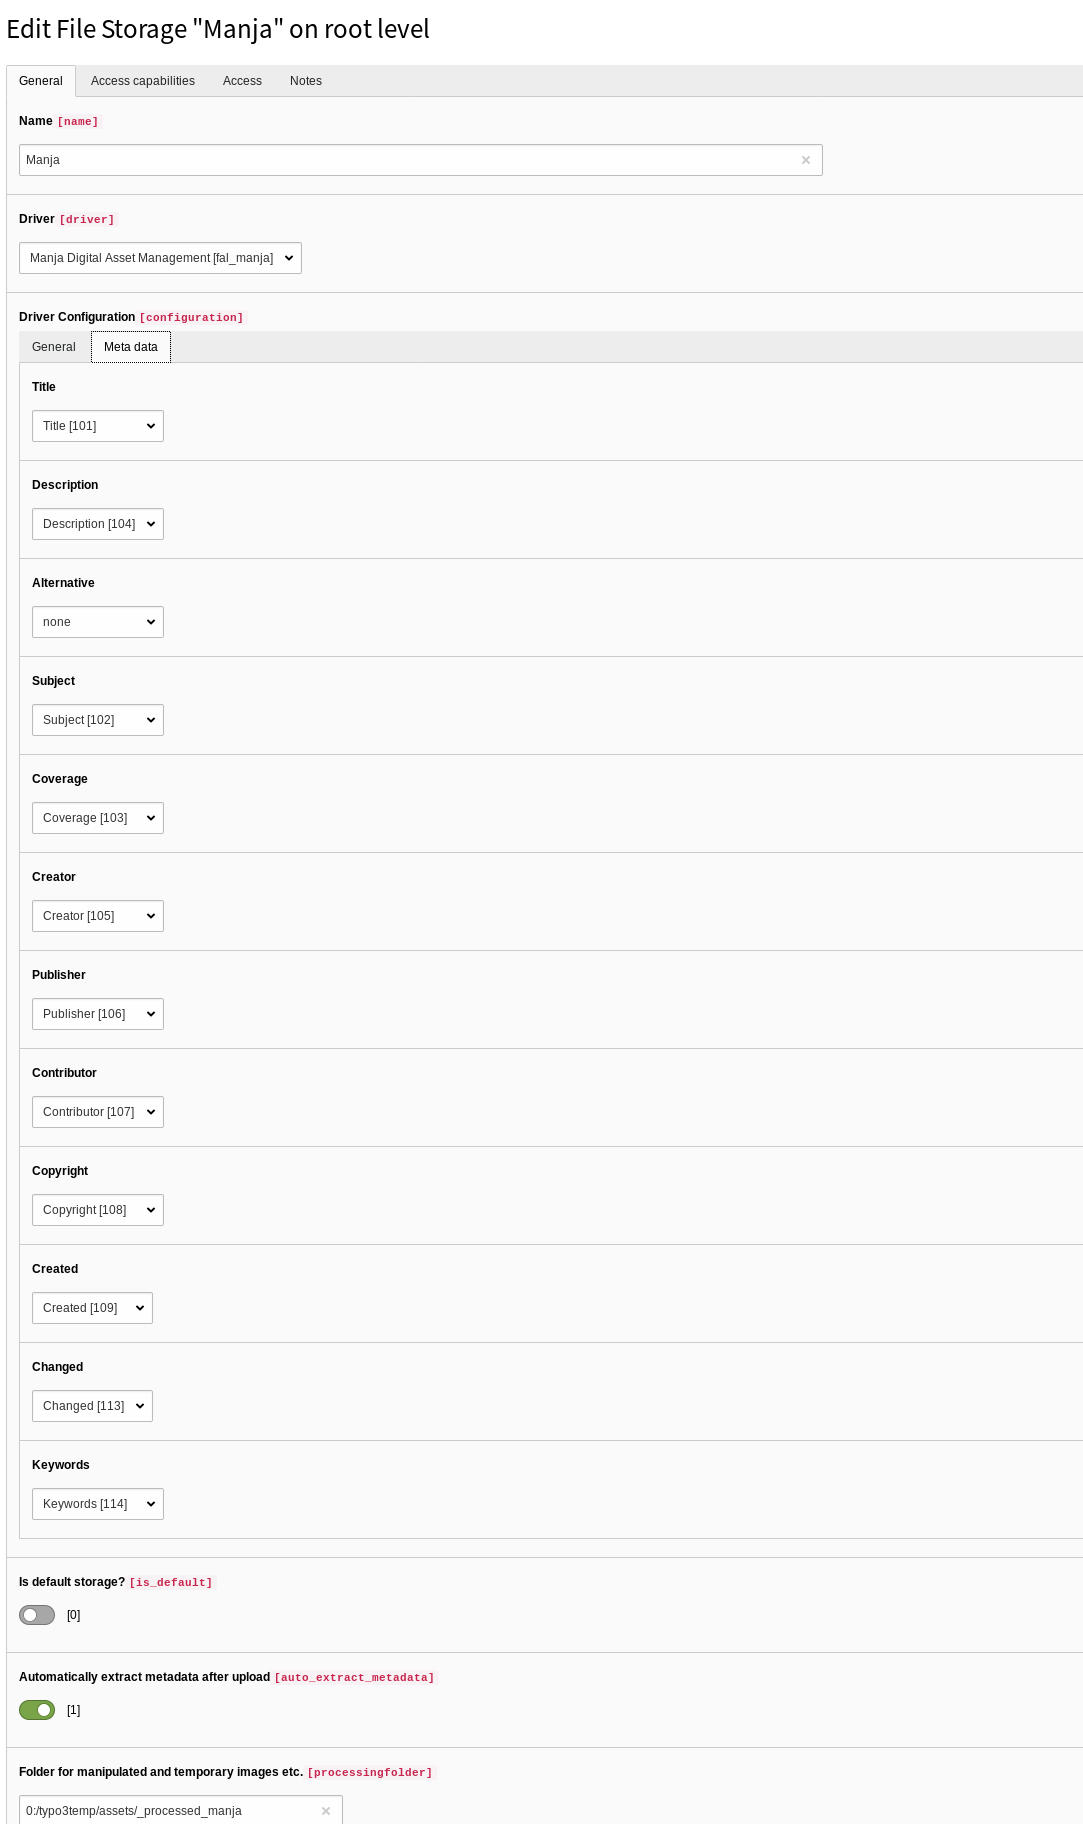 Edit File Storage "Manja" on root level
General Access capabilities Access Notes
Name [name]
Manja
Driver [driver]
Manja Digital Asset Management [fal_manja]
Driver Configuration [configuration]
General Meta data
Title
Title [101]
Description
Description [104]
Alternative
none
Subject
Subject [102]
Coverage
Coverage [103]
Creator
Creator [105]
Publisher
Publisher [106]
Contributor
Contributor [107]
Copyright
Copyright [108]
Created
Created [109]
Changed
Changed [113]
Keywords
Keywords [114]
Is default storage? [is_default]
[0]
Automatically extract metadata after upload [auto_extract_metadata]
[1]
Folder for manipulated and temporary images etc. [processingfolder]
0:/typo3temp/assets/_processed_manja